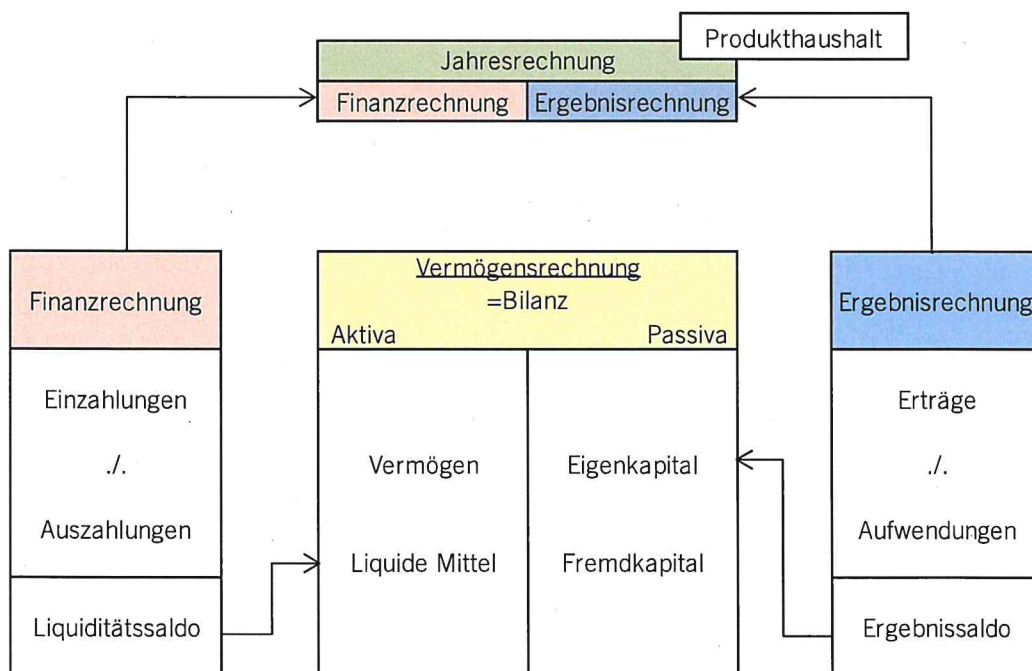 Produkthaushalt
Jahresrechnung
Finanzrechnung Ergebnisrechnung
Finanzrechnung
Einzahlungen
./.
Auszahlungen
Liquiditätssaldo
Vermögensrechnung
=Bilanz
Aktiva Passiva
Vermögen Eigenkapital
Liquide Mittel Fremdkapital
Ergebnisrechnung
Erträge
./.
Aufwendungen
Ergebnissaldo